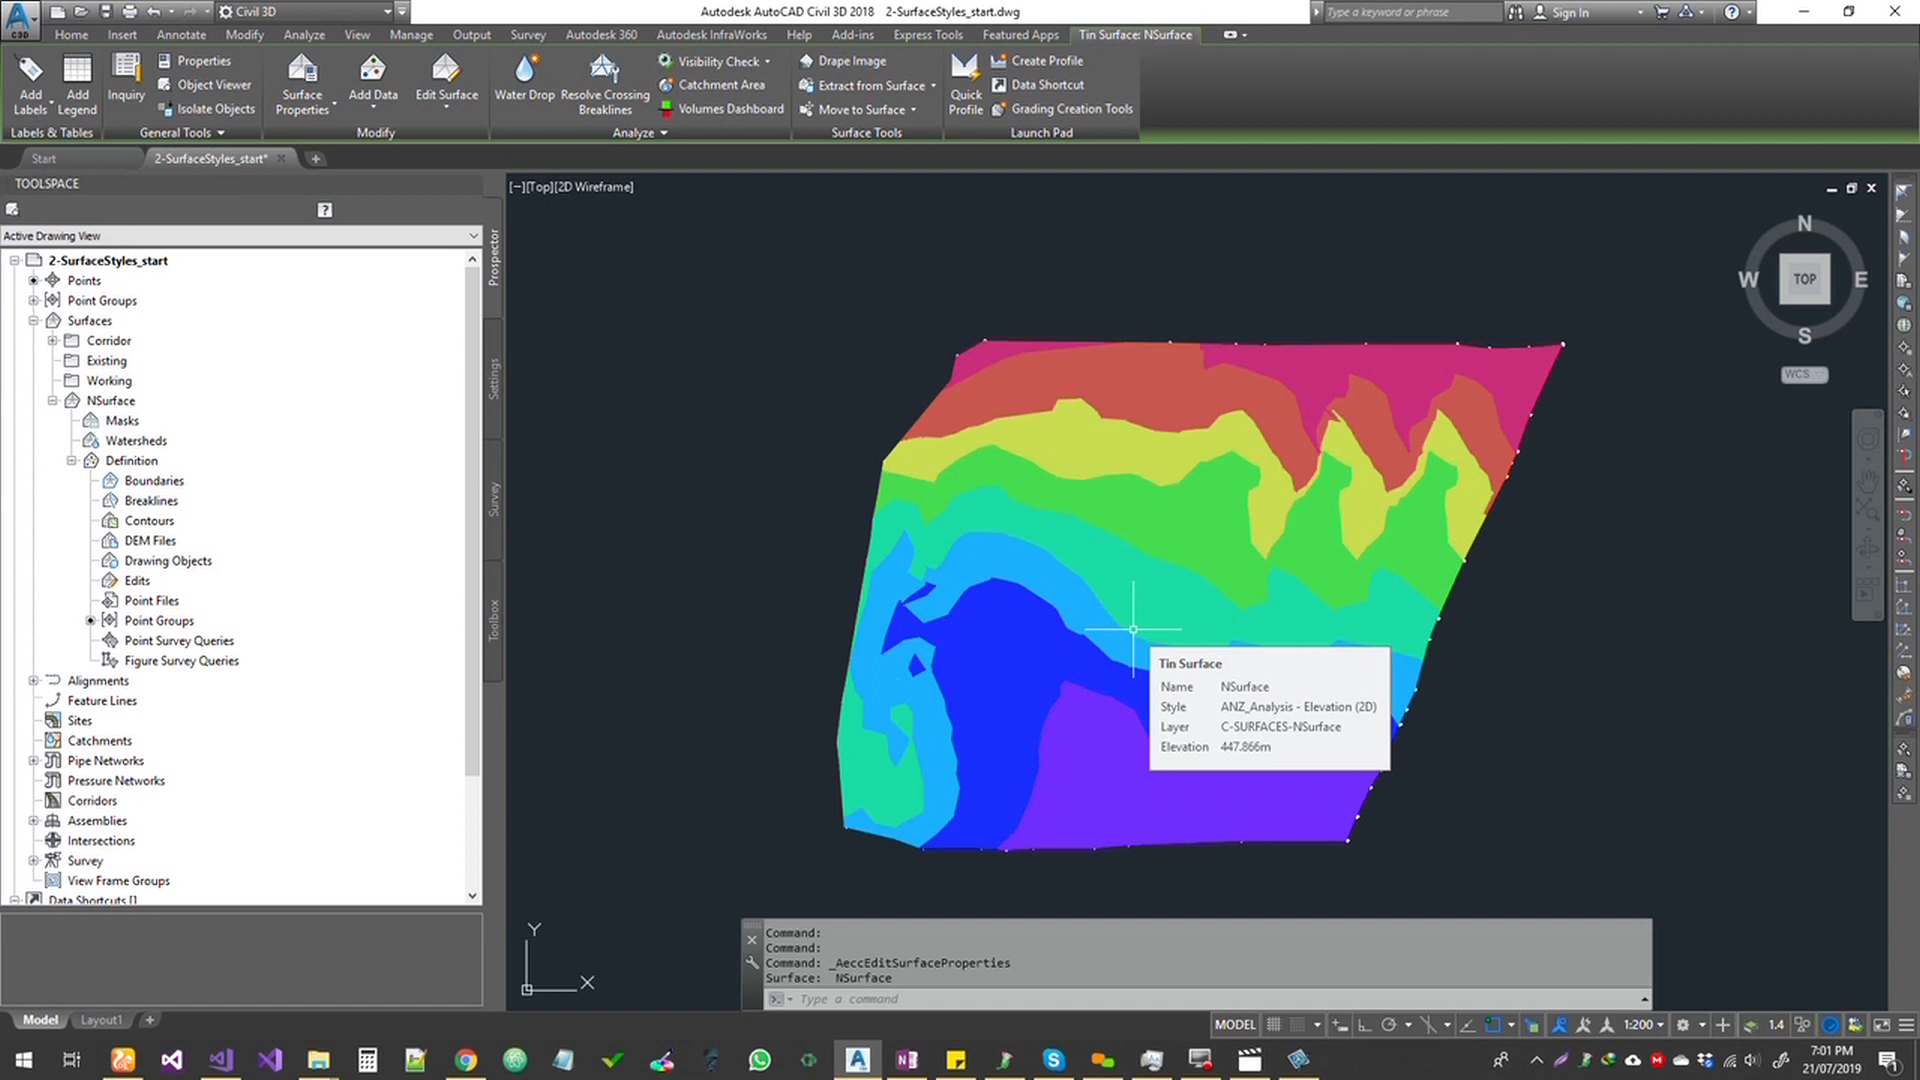 Civil 3D
Autodesk AutoCAD Civil 3D 2018 2-SurfaceStyles_start.dwg
Type a keyword or phrase
Sign In
C3D
Home Insert Annotate Modify Analyze View Manage Output Survey Autodesk 360 Autodesk InfraWorks Help Add-ins Express Tools Featured Apps Tin Surface: NSurface
Add Labels
Add Legend
Labels & Tables
Inquiry
Properties
Object Viewer
Isolate Objects
General Tools
Surface Properties
Add Data
Edit Surface
Modify
Water Drop
Resolve Crossing Breaklines
Visibility Check
Catchment Area
Volumes Dashboard
Analyze
Drape Image
Extract from Surface
Move to Surface
Surface Tools
Quick Profile
Create Profile
Data Shortcut
Grading Creation Tools
Launch Pad
Start
2-SurfaceStyles_start*
TOOLSPACE
?
Active Drawing View
2-SurfaceStyles_start
Points
Point Groups
Surfaces
Corridor
Existing
Working
NSurface
Masks
Watersheds
Definition
Boundaries
Breaklines
Contours
DEM Files
Drawing Objects
Edits
Point Files
Point Groups
Point Survey Queries
Figure Survey Queries
Alignments
Feature Lines
Sites
Catchments
Pipe Networks
Pressure Networks
Corridors
Assemblies
Intersections
Survey
View Frame Groups
Data Shortcuts []
Prospector
Settings
Survey
Toolbox
[−][Top][2D Wireframe]
N
W TOP E
S
WCS
Tin Surface
Name NSurface
Style ANZ_Analysis - Elevation (2D)
Layer C-SURFACES-NSurface
Elevation 447.866m
Y
X
Command:
Command:
Command: _AeccEditSurfaceProperties
Surface: NSurface
Type a command
Model Layout1
MODEL 1:200 1.4
7:01 PM
21/07/2019